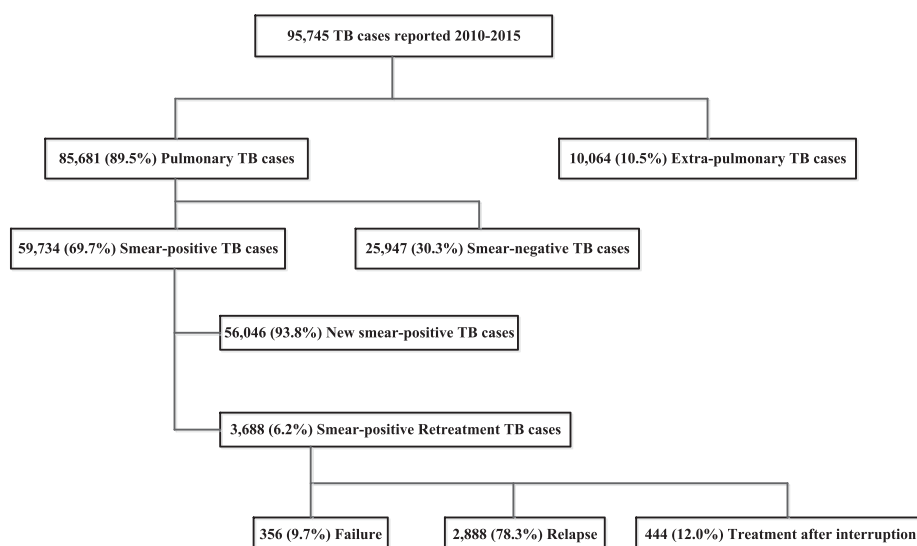 95,745 TB cases reported 2010-2015
85,681 (89.5%) Pulmonary TB cases
10,064 (10.5%) Extra-pulmonary TB cases
59,734 (69.7%) Smear-positive TB cases
25,947 (30.3%) Smear-negative TB cases
56,046 (93.8%) New smear-positive TB cases
3,688 (6.2%) Smear-positive Retreatment TB cases
356 (9.7%) Failure
2,888 (78.3%) Relapse
444 (12.0%) Treatment after interruption